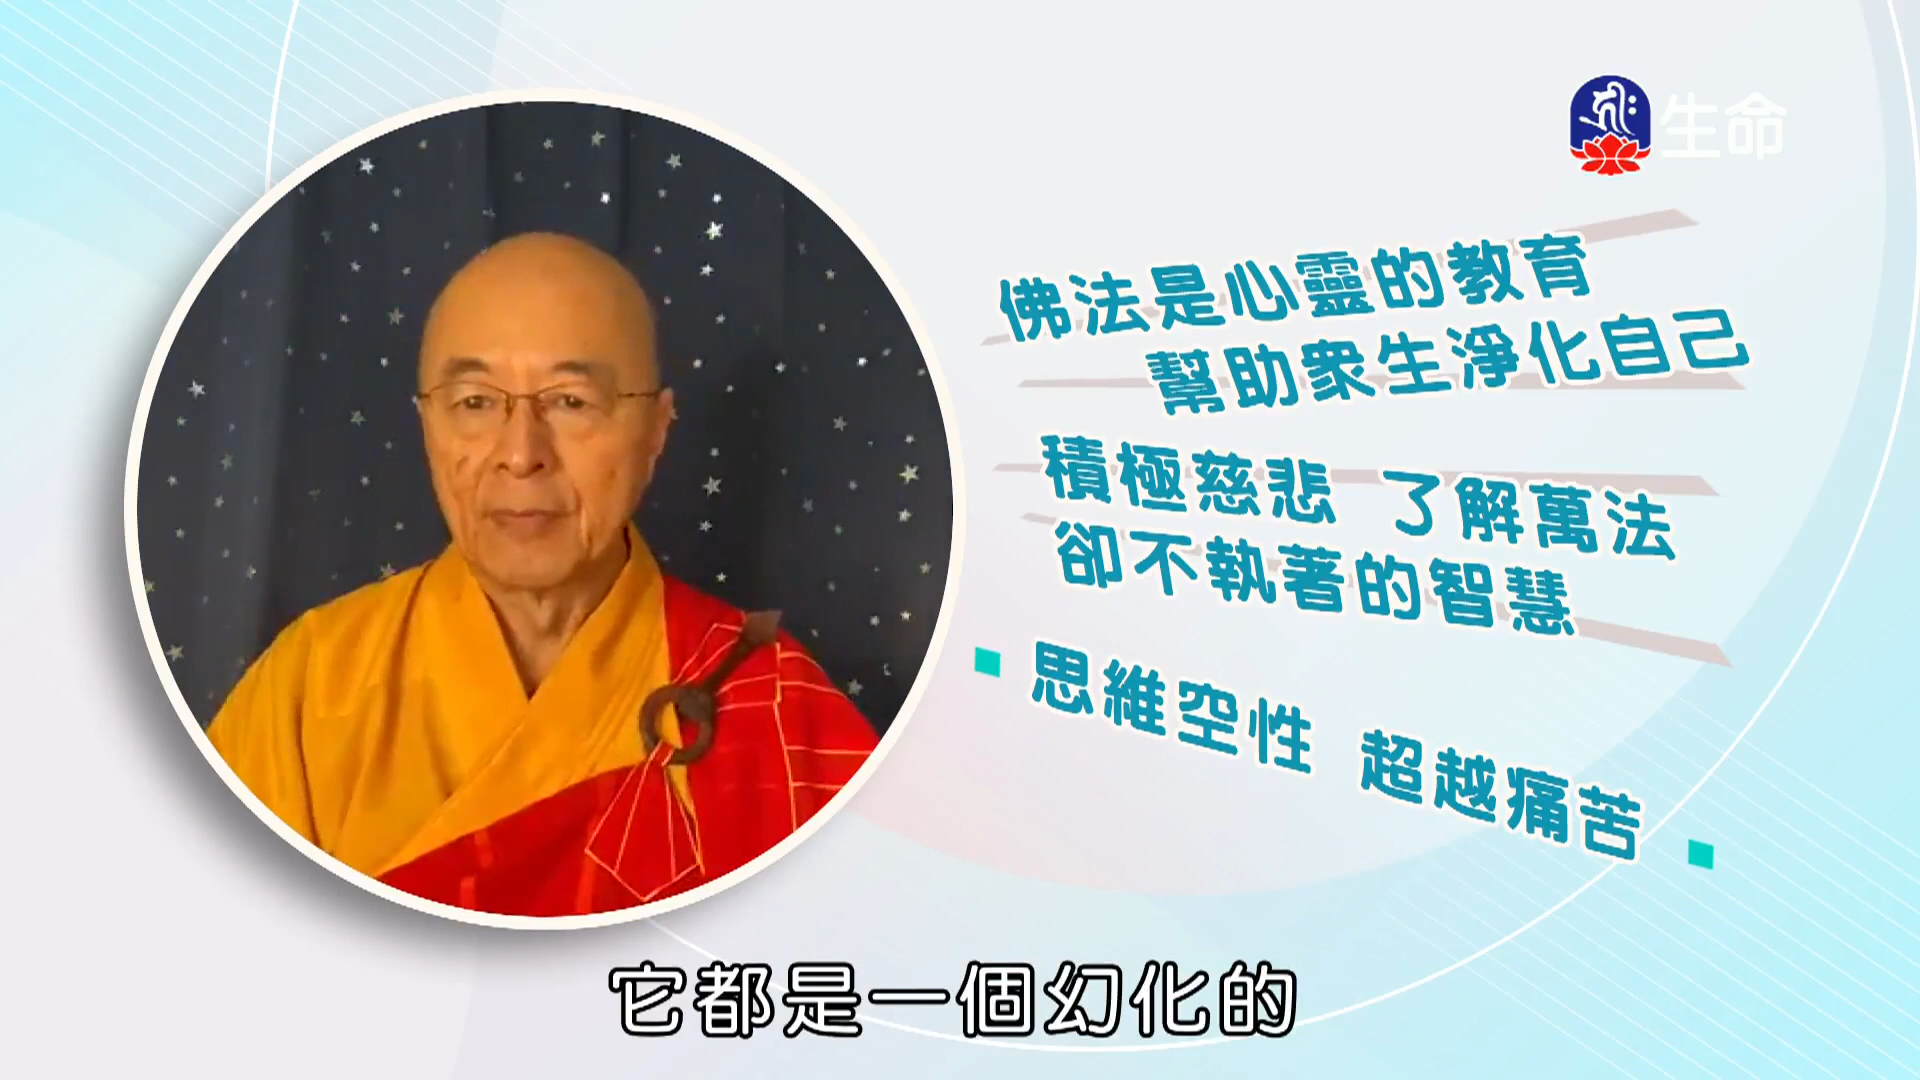 生命
佛法是心靈的教育
幫助眾生淨化自己
積極慈悲 了解萬法
卻不執著的智慧
思維空性 超越痛苦
它都是一個幻化的